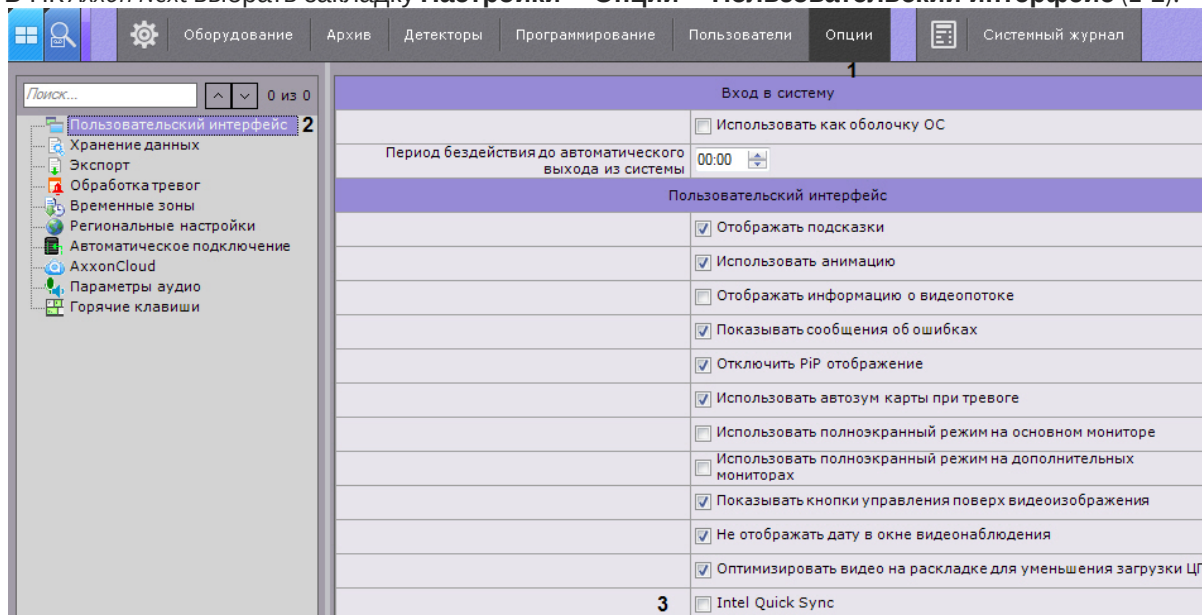 Оборудование Архив Детекторы Программирование Пользователи Опции Системный журнал
1
Поиск... 0 из 0
Вход в систему
Пользовательский интерфейс 2
Использовать как оболочку ОС
Хранение данных
Экспорт
Период бездействия до автоматического
выхода из системы
00:00
Обработка тревог
Временные зоны
Региональные настройки
Автоматическое подключение
AxxonCloud
Параметры аудио
Горячие клавиши
Пользовательский интерфейс
Отображать подсказки
Использовать анимацию
Отображать информацию о видеопотоке
Показывать сообщения об ошибках
Отключить PiP отображение
Использовать автозум карты при тревоге
Использовать полноэкранный режим на основном мониторе
Использовать полноэкранный режим на дополнительных
мониторах
Показывать кнопки управления поверх видеоизображения
Не отображать дату в окне видеонаблюдения
Оптимизировать видео на раскладке для уменьшения загрузки ЦП
3 Intel Quick Sync